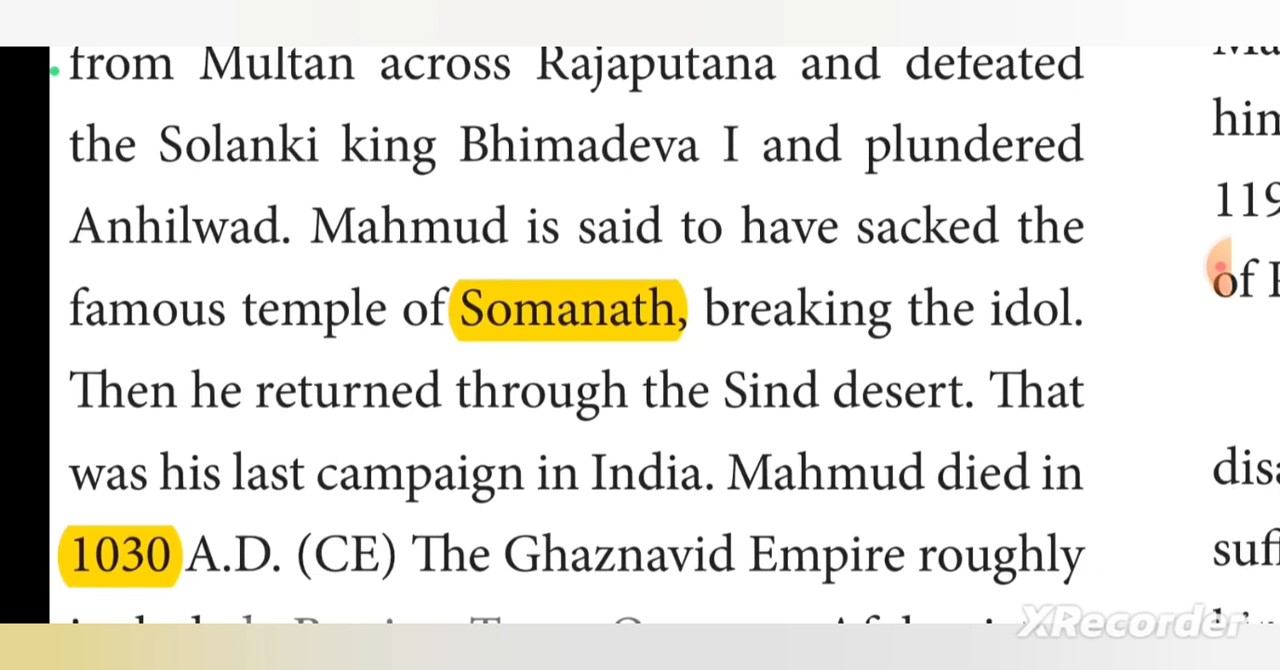 from Multan across Rajaputana and defeated
the Solanki king Bhimadeva I and plundered
Anhilwad. Mahmud is said to have sacked the
famous temple of Somanath, breaking the idol.
Then he returned through the Sind desert. That
was his last campaign in India. Mahmud died in
1030 A.D. (CE) The Ghaznavid Empire roughly
him
119
of
XRecorder